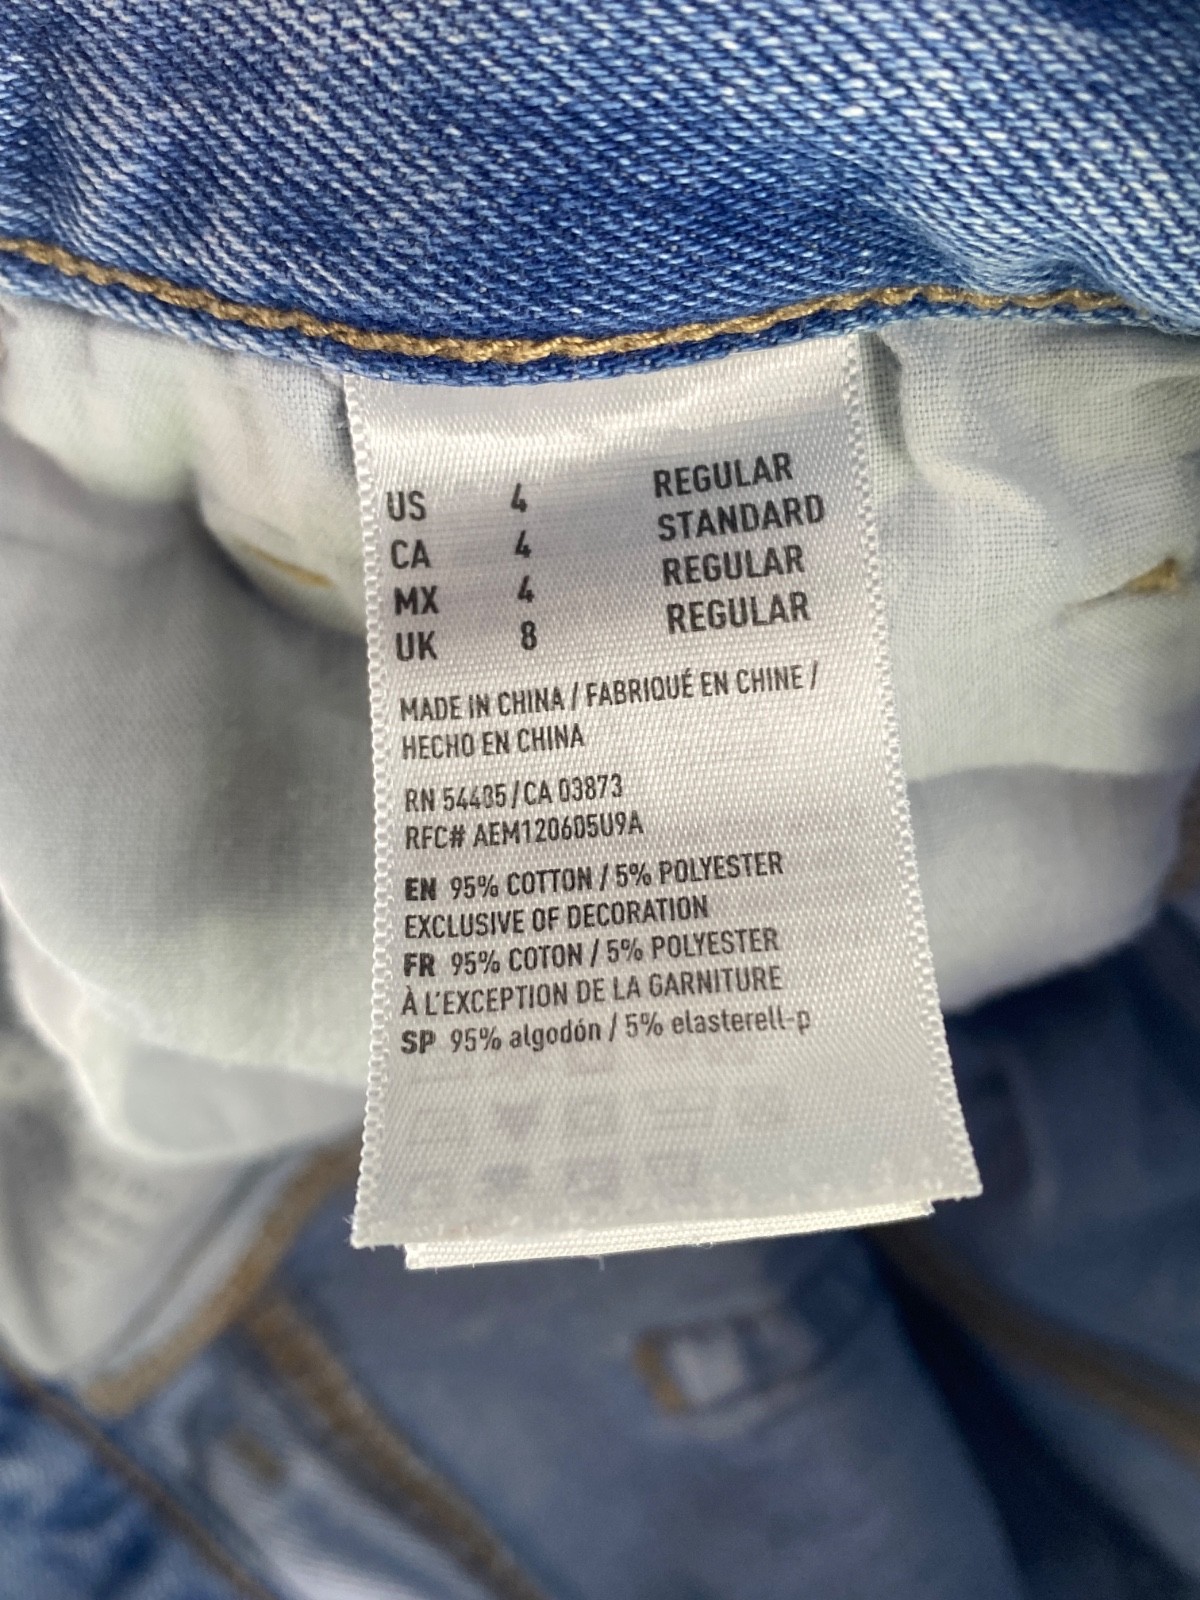 US 4 REGULAR
CA 4 STANDARD
MX 4 REGULAR
UK 8 REGULAR
MADE IN CHINA / FABRIQUÉ EN CHINE /
HECHO EN CHINA
RN 54485 / CA 03873
RFC# AEM120605U9A
EN 95% COTTON / 5% POLYESTER
EXCLUSIVE OF DECORATION
FR 95% COTON / 5% POLYESTER
À L'EXCEPTION DE LA GARNITURE
SP 95% algodón / 5% elasterell-p